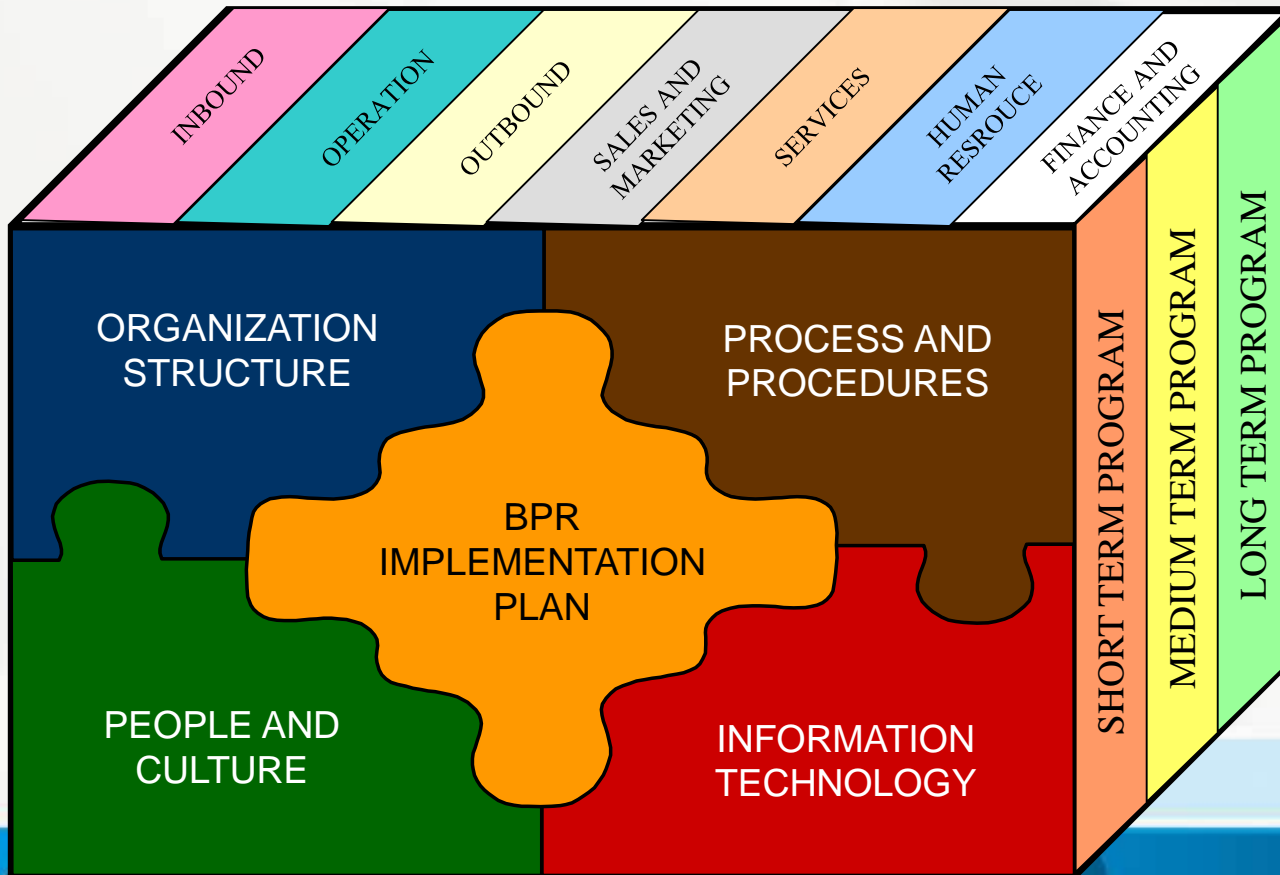 INBOUND
OPERATION
OUTBOUND
SALES AND
MARKETING
SERVICES
HUMAN
RESROUCE
FINANCE AND
ACCOUNTING
ORGANIZATION
STRUCTURE
PROCESS AND
PROCEDURES
BPR
IMPLEMENTATION
PLAN
PEOPLE AND
CULTURE
INFORMATION
TECHNOLOGY
SHORT TERM PROGRAM
MEDIUM TERM PROGRAM
LONG TERM PROGRAM